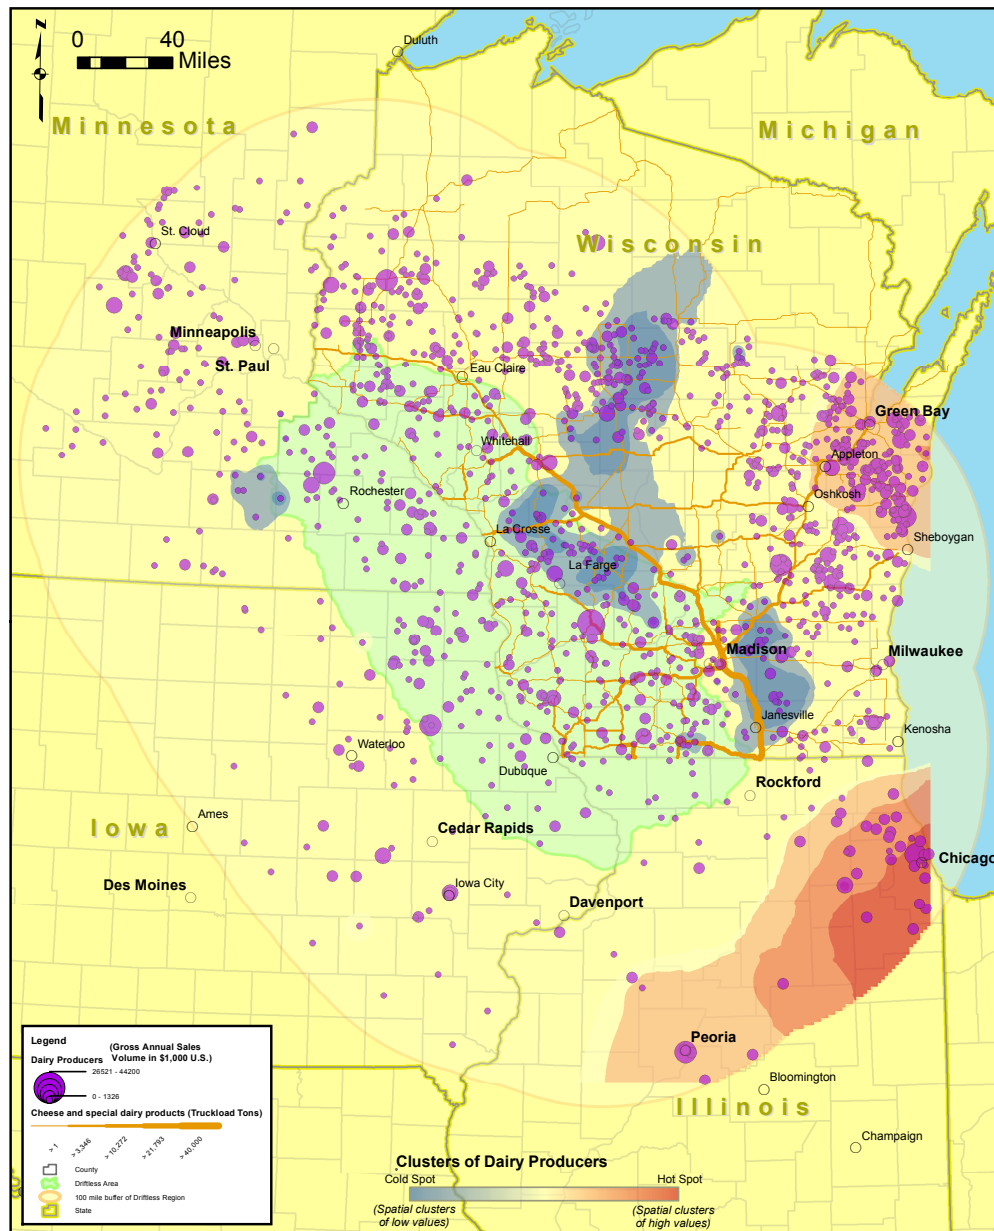 N
0 40
Miles
Duluth
Minnesota
Michigan
Wisconsin
St. Cloud
Minneapolis
St. Paul
Eau Claire
Green Bay
Whitehall
Appleton
Rochester
Oshkosh
La Crosse
Sheboygan
La Farge
Madison
Milwaukee
Janesville
Kenosha
Waterloo
Dubuque
Rockford
Ames
Iowa
Cedar Rapids
Chicago
Des Moines
Iowa City
Davenport
Peoria
Bloomington
Illinois
Champaign
Legend
(Gross Annual Sales
Volume in $1,000 U.S.)
Dairy Producers
26521 - 44200
0 - 1326
Cheese and special dairy products (Truckload Tons)
> 1 > 3,346 > 10,272 > 21,793 > 40,000
County
Driftless Area
100 mile buffer of Driftless Region
State
Clusters of Dairy Producers
Cold Spot Hot Spot
(Spatial clusters (Spatial clusters
of low values) of high values)